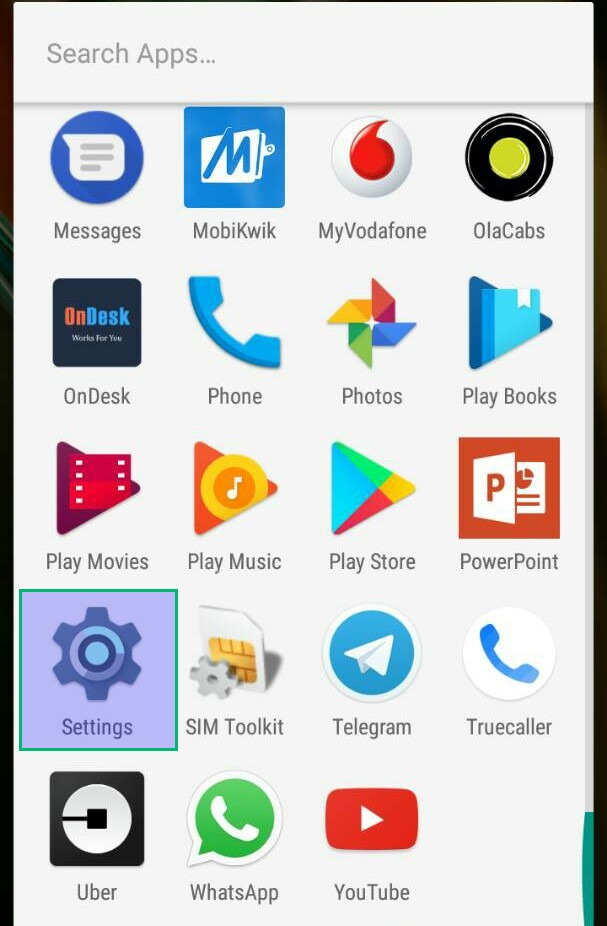 Search Apps...
Messages
MobiKwik
MyVodafone
OlaCabs
OnDesk
Works For You
OnDesk
Phone
Photos
Play Books
P
Play Movies
Play Music
Play Store
PowerPoint
Settings
SIM Toolkit
Telegram
Truecaller
Uber
WhatsApp
YouTube